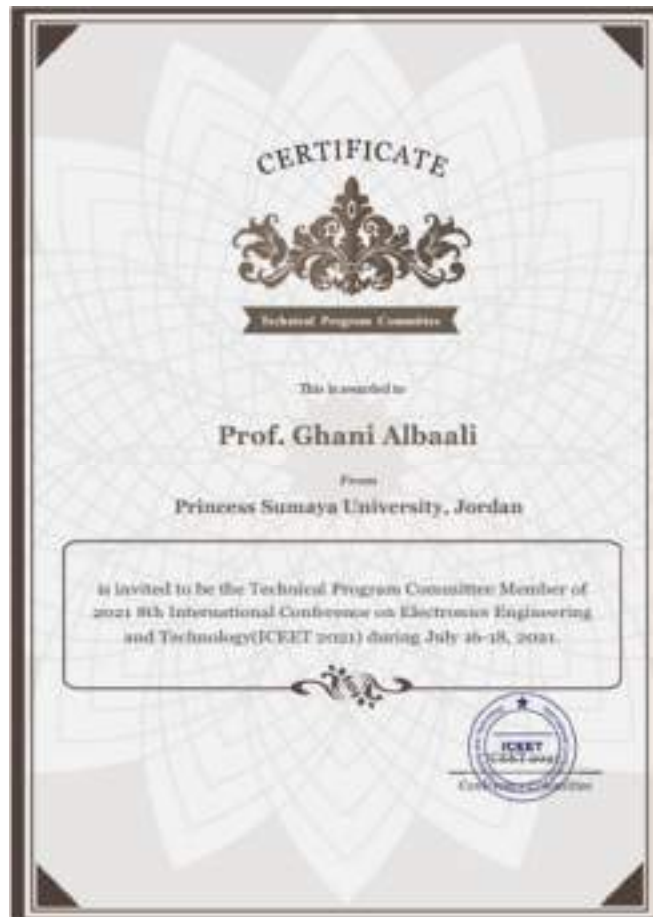 CERTIFICATE
Technical Program Committee
This is awarded to
Prof. Ghani Albaali
From
Princess Sumaya University, Jordan
is invited to be the Technical Program Committee Member of
2021 8th International Conference on Electronics Engineering
and Technology(ICEET 2021) during July 16-18, 2021.
ICEET
Committee